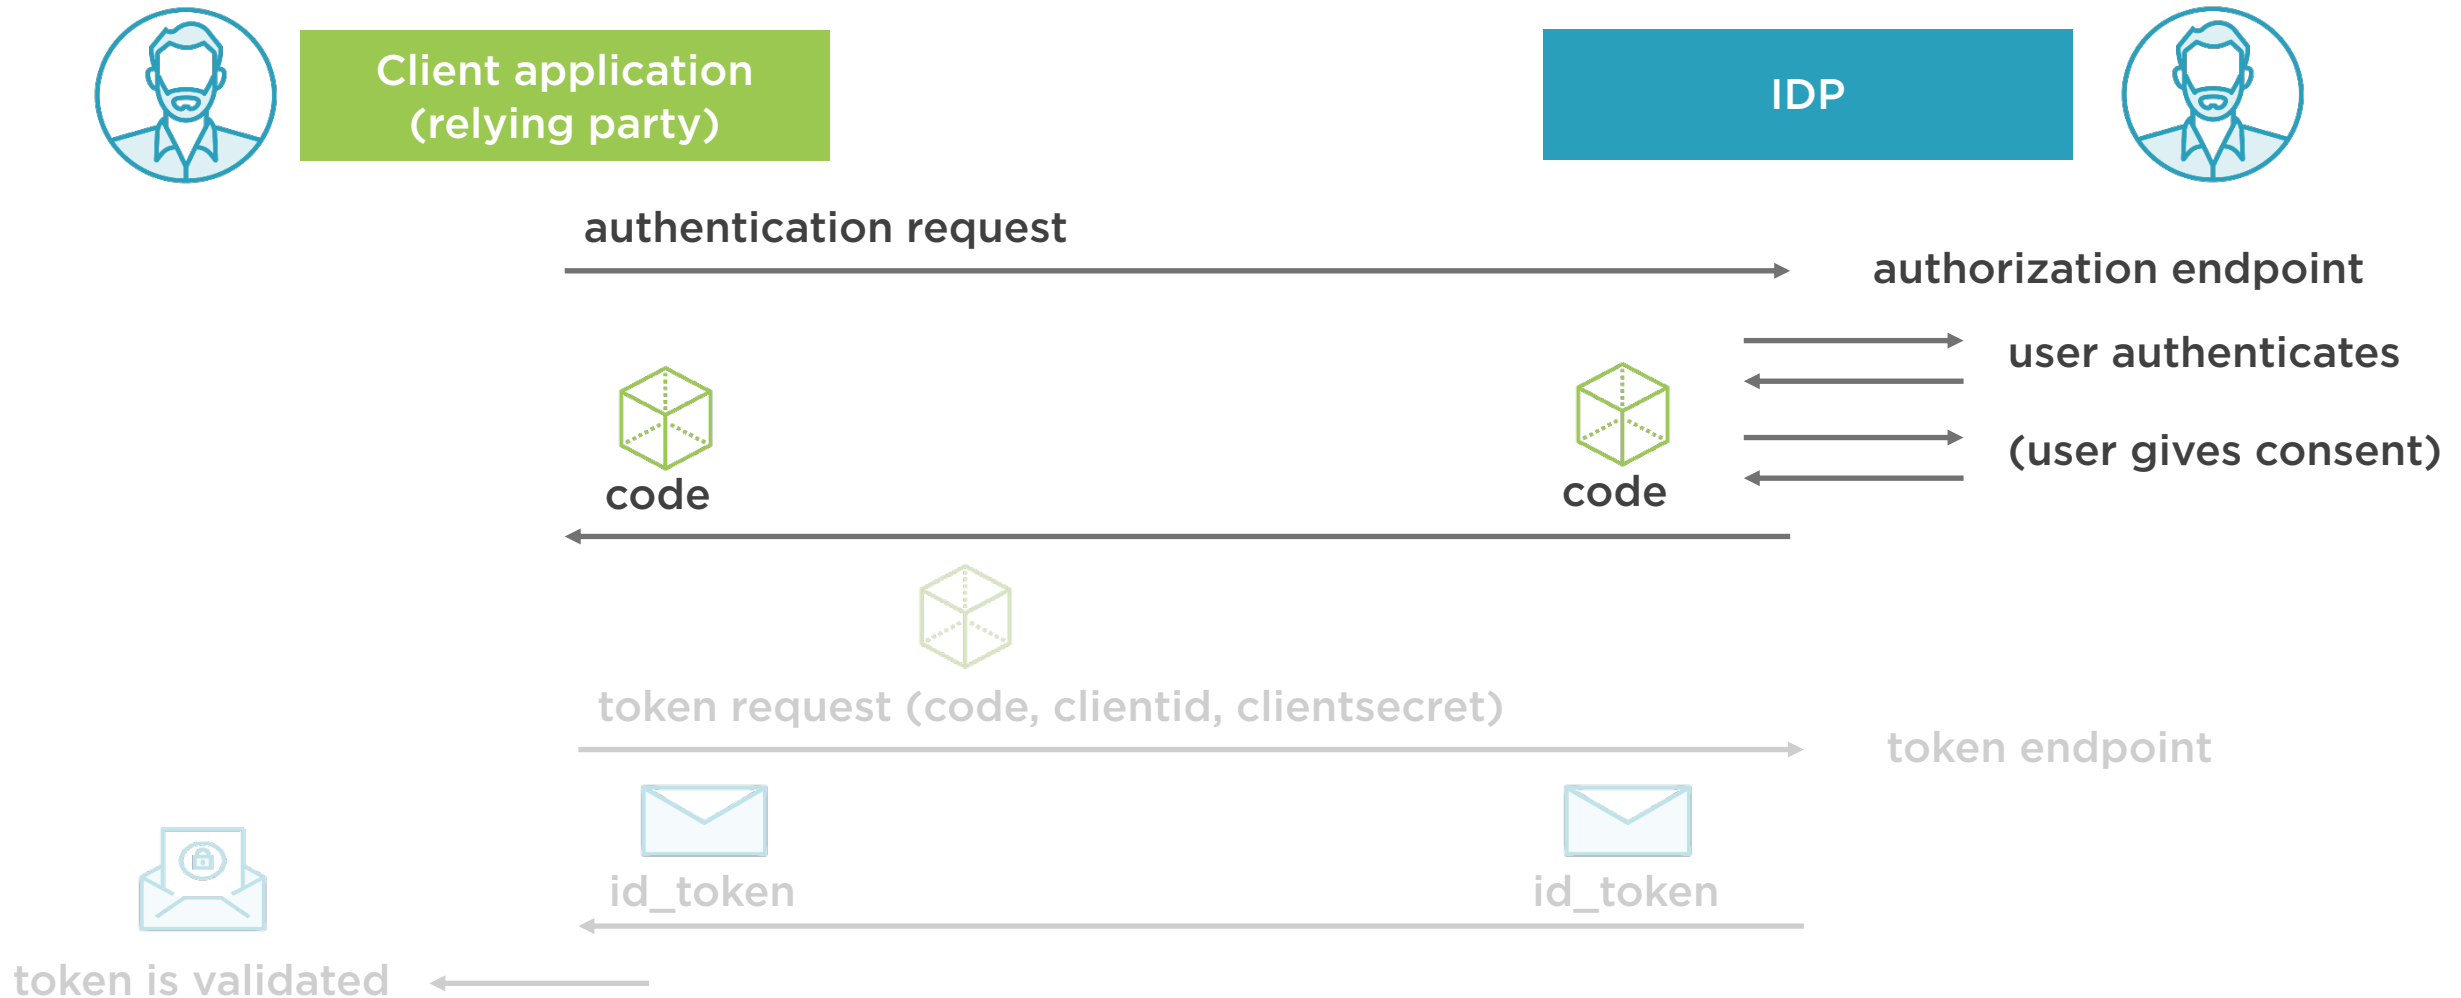 Client application
(relying party)
IDP
authentication request
authorization endpoint
user authenticates
(user gives consent)
code
code
token request (code, clientid, clientsecret)
token endpoint
id_token
id_token
token is validated